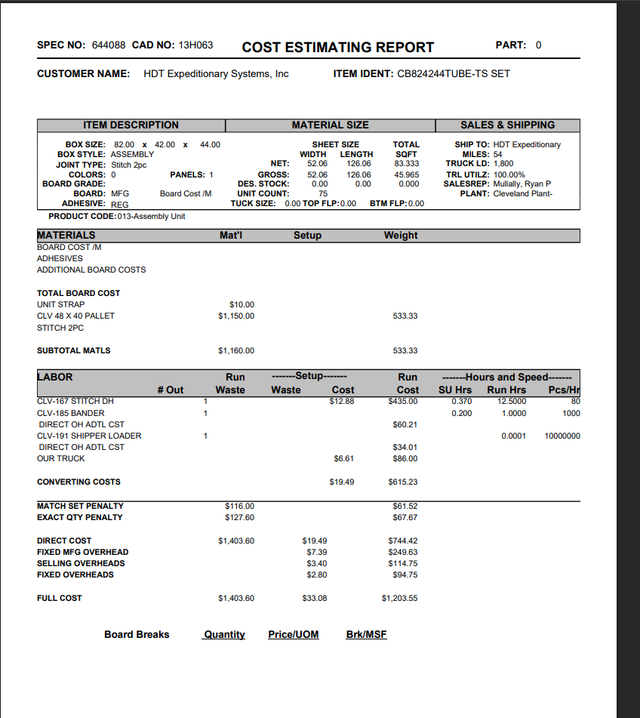 SPEC NO: 644088 CAD NO: 13H063 COST ESTIMATING REPORT PART: 0
CUSTOMER NAME: HDT Expeditionary Systems, Inc ITEM IDENT: CB824244TUBE-TS SET
ITEM DESCRIPTION MATERIAL SIZE SALES & SHIPPING
BOX SIZE: 82.00 x 42.00 x 44.00 SHEET SIZE TOTAL SHIP TO: HDT Expeditionary
BOX STYLE: ASSEMBLY WIDTH LENGTH SQFT MILES: 54
JOINT TYPE: Stitch 2pc NET: 52.06 126.06 83.333 TRUCK LD: 1,800
COLORS: 0 PANELS: 1 GROSS: 52.06 126.06 45.965 TRL UTILZ: 100.00%
BOARD GRADE: DES. STOCK: 0.00 0.00 0.000 SALESREP: Mullally, Ryan P
BOARD: MFG Board Cost /M UNIT COUNT: 75 PLANT: Cleveland Plant-
ADHESIVE: REG TUCK SIZE: 0.00 TOP FLP:0.00 BTM FLP:0.00
PRODUCT CODE:013-Assembly Unit
MATERIALS Mat'l Setup Weight
BOARD COST /M
ADHESIVES
ADDITIONAL BOARD COSTS
TOTAL BOARD COST
UNIT STRAP $10.00
CLV 48 X 40 PALLET $1,150.00 533.33
STITCH 2PC
SUBTOTAL MATLS $1,160.00 533.33
LABOR Run -------Setup------- Run -------Hours and Speed-------
# Out Waste Waste Cost Cost SU Hrs Run Hrs Pcs/Hr
CLV-167 STITCH DH 1 $12.88 $435.00 0.370 12.5000 80
CLV-185 BANDER 1 0.200 1.0000 1000
DIRECT OH ADTL CST $60.21
CLV-191 SHIPPER LOADER 1 0.0001 10000000
DIRECT OH ADTL CST $34.01
OUR TRUCK $6.61 $86.00
CONVERTING COSTS $19.49 $615.23
MATCH SET PENALTY $116.00 $61.52
EXACT QTY PENALTY $127.60 $67.67
DIRECT COST $1,403.60 $19.49 $744.42
FIXED MFG OVERHEAD $7.39 $249.63
SELLING OVERHEADS $3.40 $114.75
FIXED OVERHEADS $2.80 $94.75
FULL COST $1,403.60 $33.08 $1,203.55
Board Breaks Quantity Price/UOM Brk/MSF